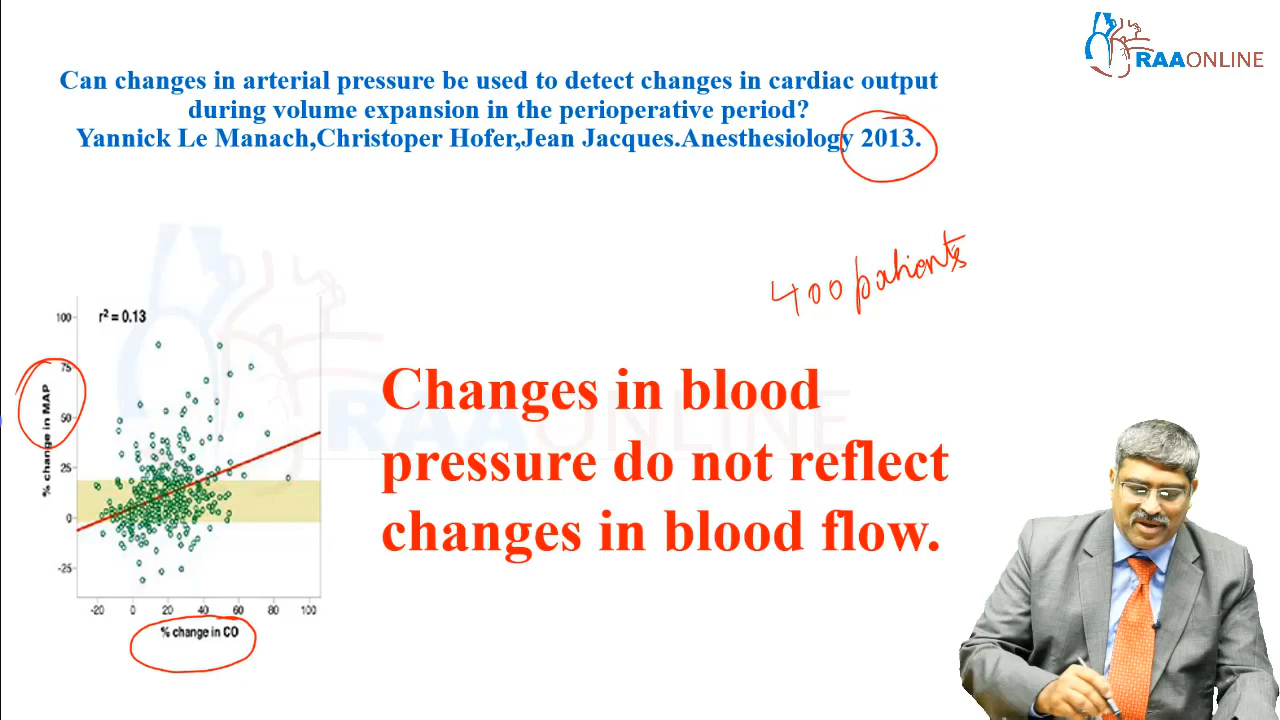 RAAONLINE
Can changes in arterial pressure be used to detect changes in cardiac output
during volume expansion in the perioperative period?
Yannick Le Manach,Christoper Hofer,Jean Jacques.Anesthesiology 2013.
400 patients
r² = 0.13
100
75
50
25
0
-25
% change in MAP
-20 0 20 40 60 80 100
% change in CO
RAAONLINE
Changes in blood
pressure do not reflect
changes in blood flow.